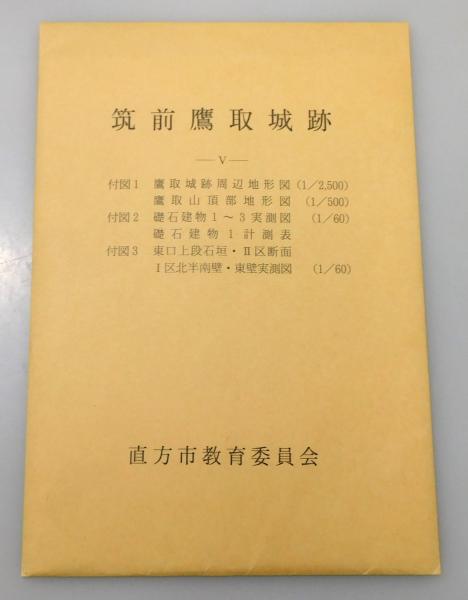 筑前鷹取城跡
―V―
付図1 鷹取城跡周辺地形図(1/2,500)
鷹取山頂部地形図(1/500)
付図2 礎石建物1～3実測図(1/60)
礎石建物1計測表
付図3 東口上段石垣・Ⅱ区断面
Ⅰ区北半南壁・東壁実測図(1/60)
直方市教育委員会